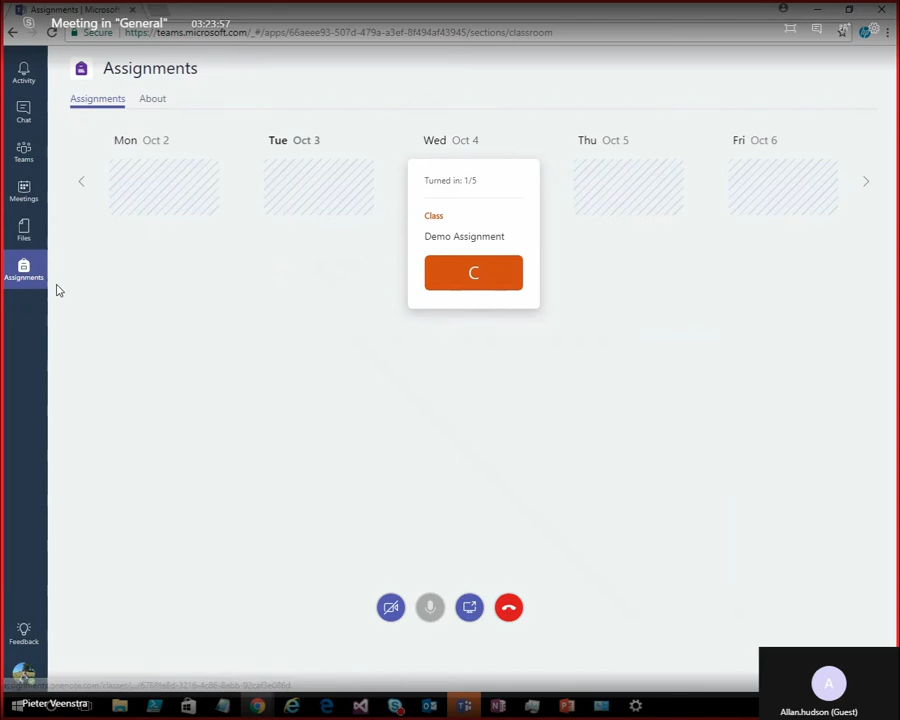 Assignments | Microsoft
Meeting in "General"
03:23:57
Secure
https://teams.microsoft.com/_#/apps/66aeee93-507d-479a-a3ef-8f494af43945/sections/classroom
Activity
Chat
Teams
Meetings
Files
Assignments
Feedback
Assignments
Assignments About
Mon Oct 2
Tue Oct 3
Wed Oct 4
Thu Oct 5
Fri Oct 6
Turned in: 1/5
Class
Demo Assignment
C
Pieter Veenstra
A
Allan.hudson (Guest)